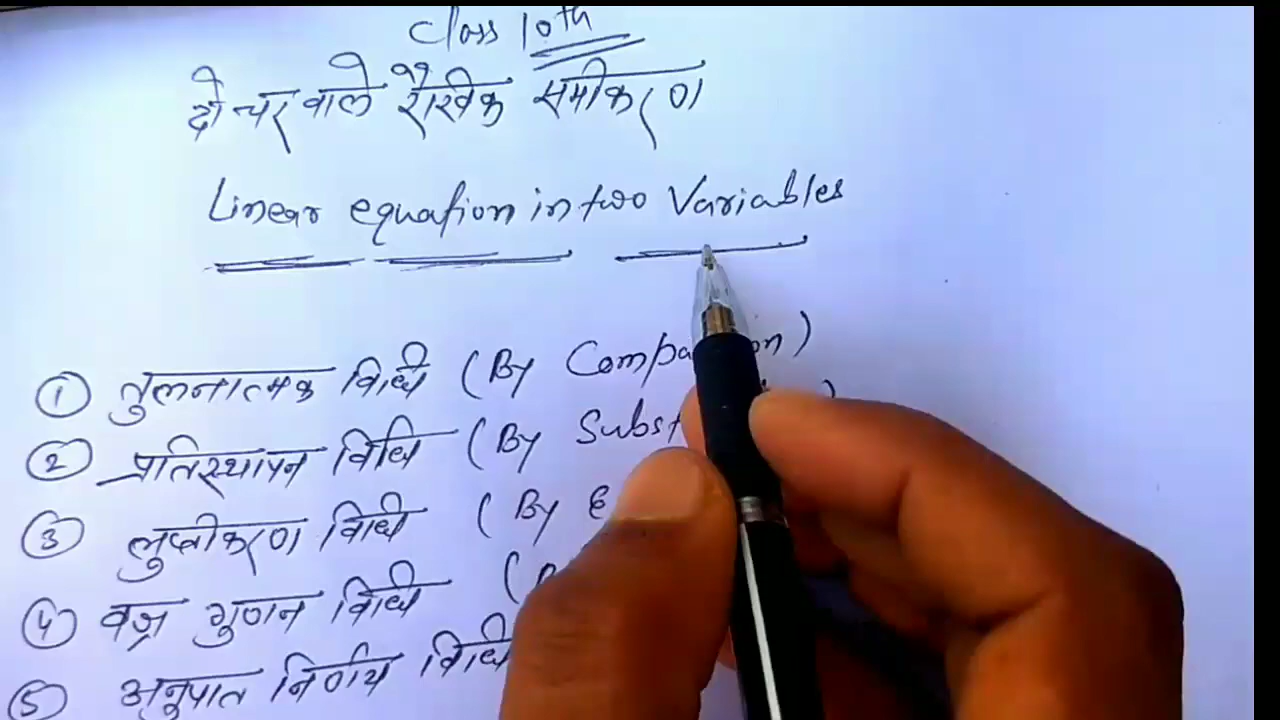 Class 10th
दो चर वाले रैखिक समीकरण
Linear equation in two Variables
① तुलनात्मक विधी (By
② प्रतिस्थापन विधि (By
③ लुप्तीकरण विधी (By
④ वज्र गुणन विधी
⑤ अनुपात निर्णय विधि